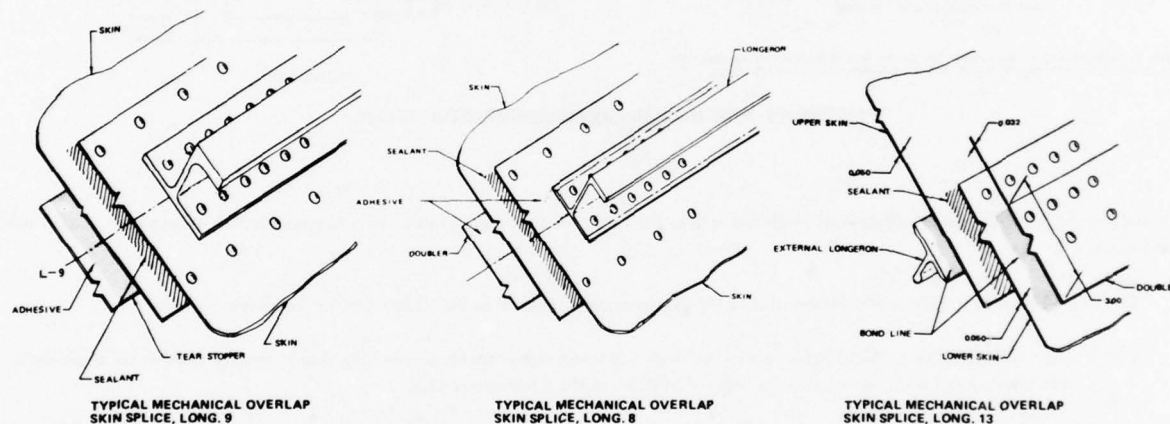 SKIN
L-9
ADHESIVE
SEALANT
TEAR STOPPER
SKIN
TYPICAL MECHANICAL OVERLAP
SKIN SPLICE, LONG. 9
LONGERON
SKIN
SEALANT
ADHESIVE
DOUBLER
SKIN
TYPICAL MECHANICAL OVERLAP
SKIN SPLICE, LONG. 8
UPPER SKIN
0.032
0.050
SEALANT
EXTERNAL LONGERON
BOND LINE
0.050
LOWER SKIN
3.00
DOUBLE
TYPICAL MECHANICAL OVERLAP
SKIN SPLICE, LONG. 13